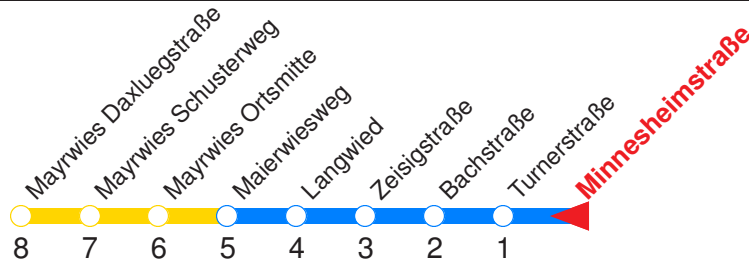 Mayrwies Daxluegstraße
Mayrwies Schusterweg
Mayrwies Ortsmitte
Maierwiesweg
Langwied
Zeisigstraße
Bachstraße
Turnerstraße
Minnesheimstraße
8 7 6 5 4 3 2 1